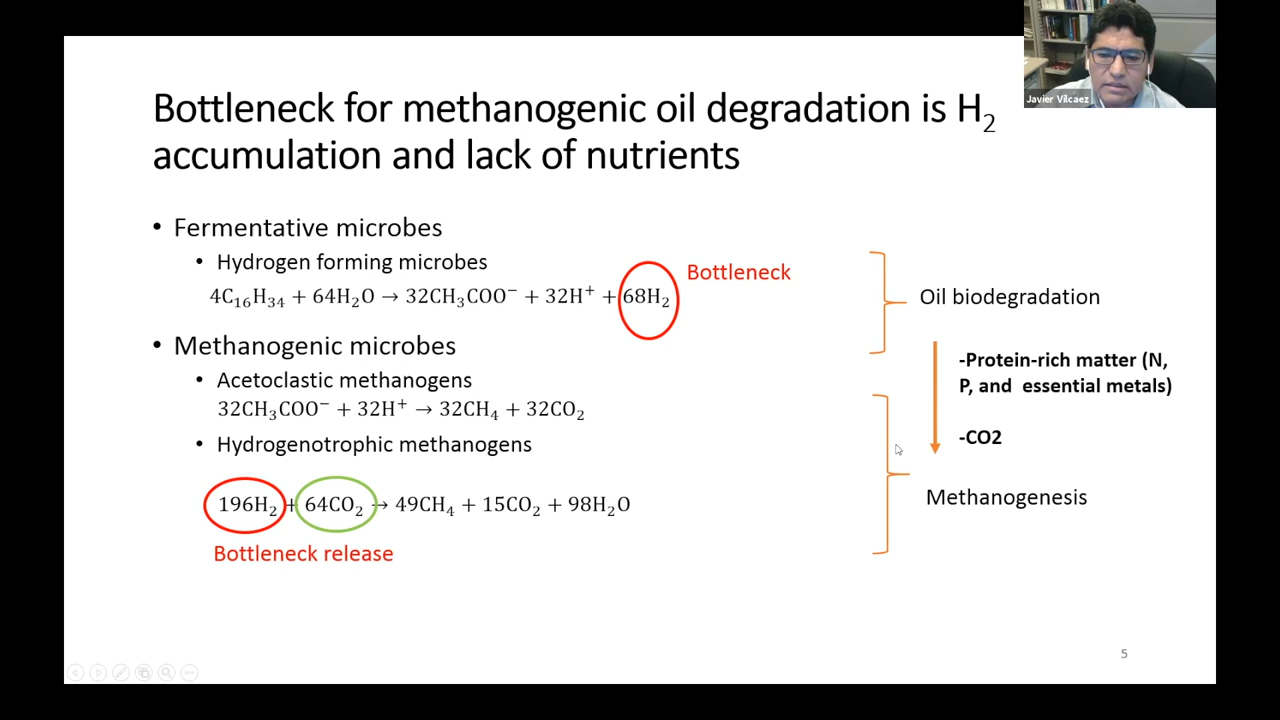 Javier Vilcaez
Bottleneck for methanogenic oil degradation is H₂
accumulation and lack of nutrients
• Fermentative microbes
• Hydrogen forming microbes
Bottleneck
4C₁₆H₃₄ + 64H₂O → 32CH₃COO⁻ + 32H⁺ + 68H₂
Oil biodegradation
• Methanogenic microbes
-Protein-rich matter (N,
P, and essential metals)
• Acetoclastic methanogens
32CH₃COO⁻ + 32H⁺ → 32CH₄ + 32CO₂
-CO2
• Hydrogenotrophic methanogens
Methanogenesis
196H₂ + 64CO₂ → 49CH₄ + 15CO₂ + 98H₂O
Bottleneck release
5